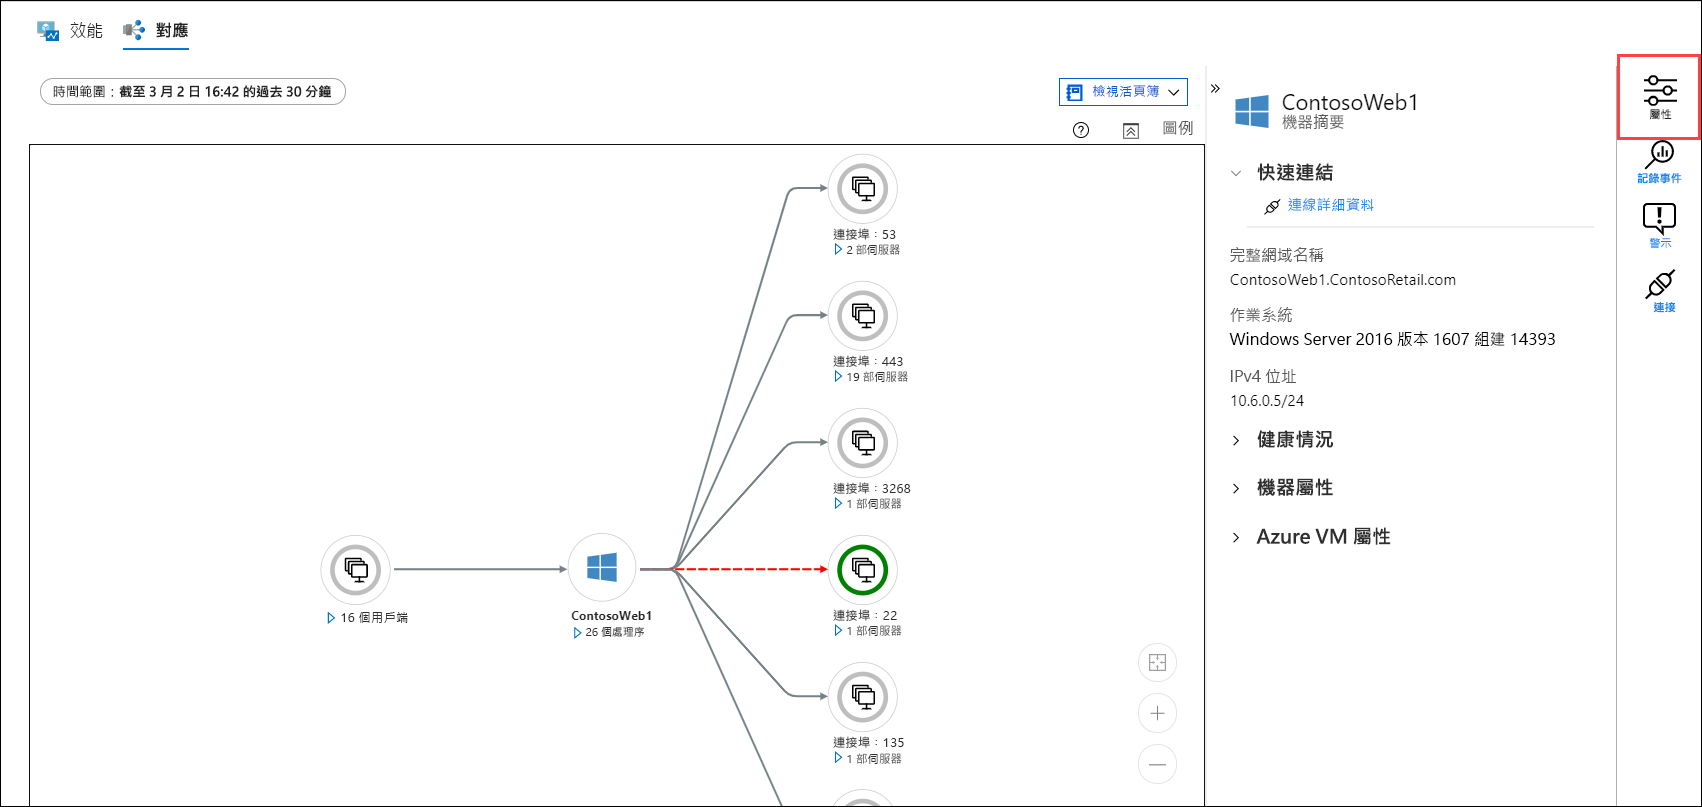 效能
對應
時間範圍：截至 3 月 2 日 16:42 的過去 30 分鐘
檢視活頁簿
圖例
連接埠：53
2 部伺服器
連接埠：443
19 部伺服器
連接埠：3268
1 部伺服器
16 個用戶端
ContosoWeb1
26 個處理序
連接埠：22
1 部伺服器
連接埠：135
1 部伺服器
ContosoWeb1
機器摘要
快速連結
連線詳細資料
完整網域名稱
ContosoWeb1.ContosoRetail.com
作業系統
Windows Server 2016 版本 1607 組建 14393
IPv4 位址
10.6.0.5/24
健康情況
機器屬性
Azure VM 屬性
屬性
記錄事件
警示
連接